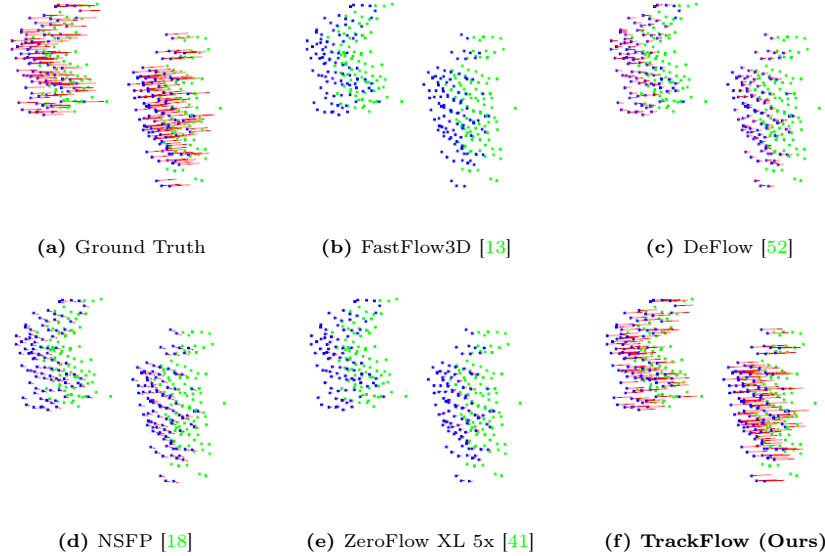 (a) Ground Truth
(b) FastFlow3D [13]
(c) DeFlow [52]
(d) NSFP [18]
(e) ZeroFlow XL 5x [41]
(f) TrackFlow (Ours)